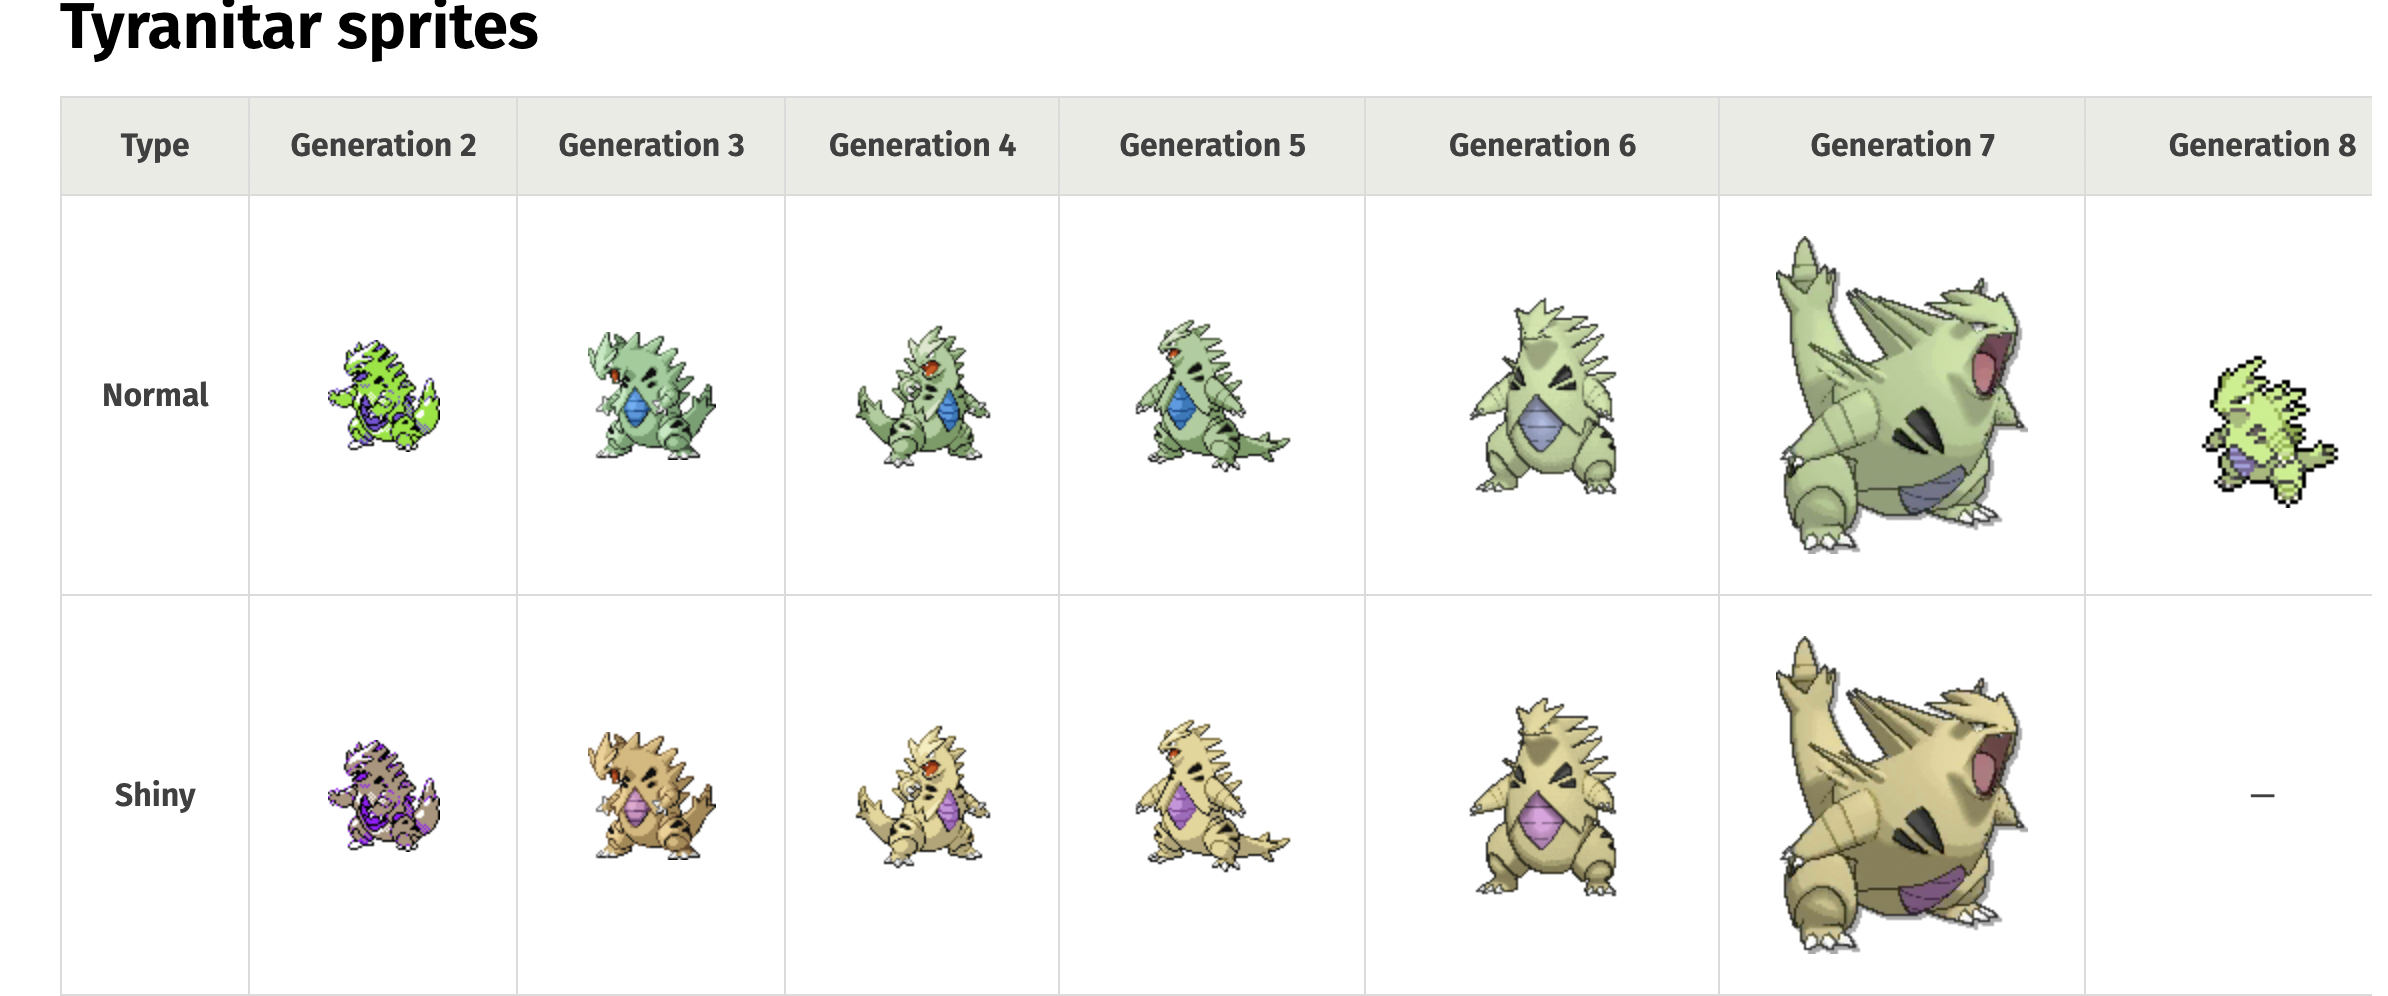 Tyranitar sprites
Type Generation 2 Generation 3 Generation 4 Generation 5 Generation 6 Generation 7 Generation 8
Normal
Shiny —